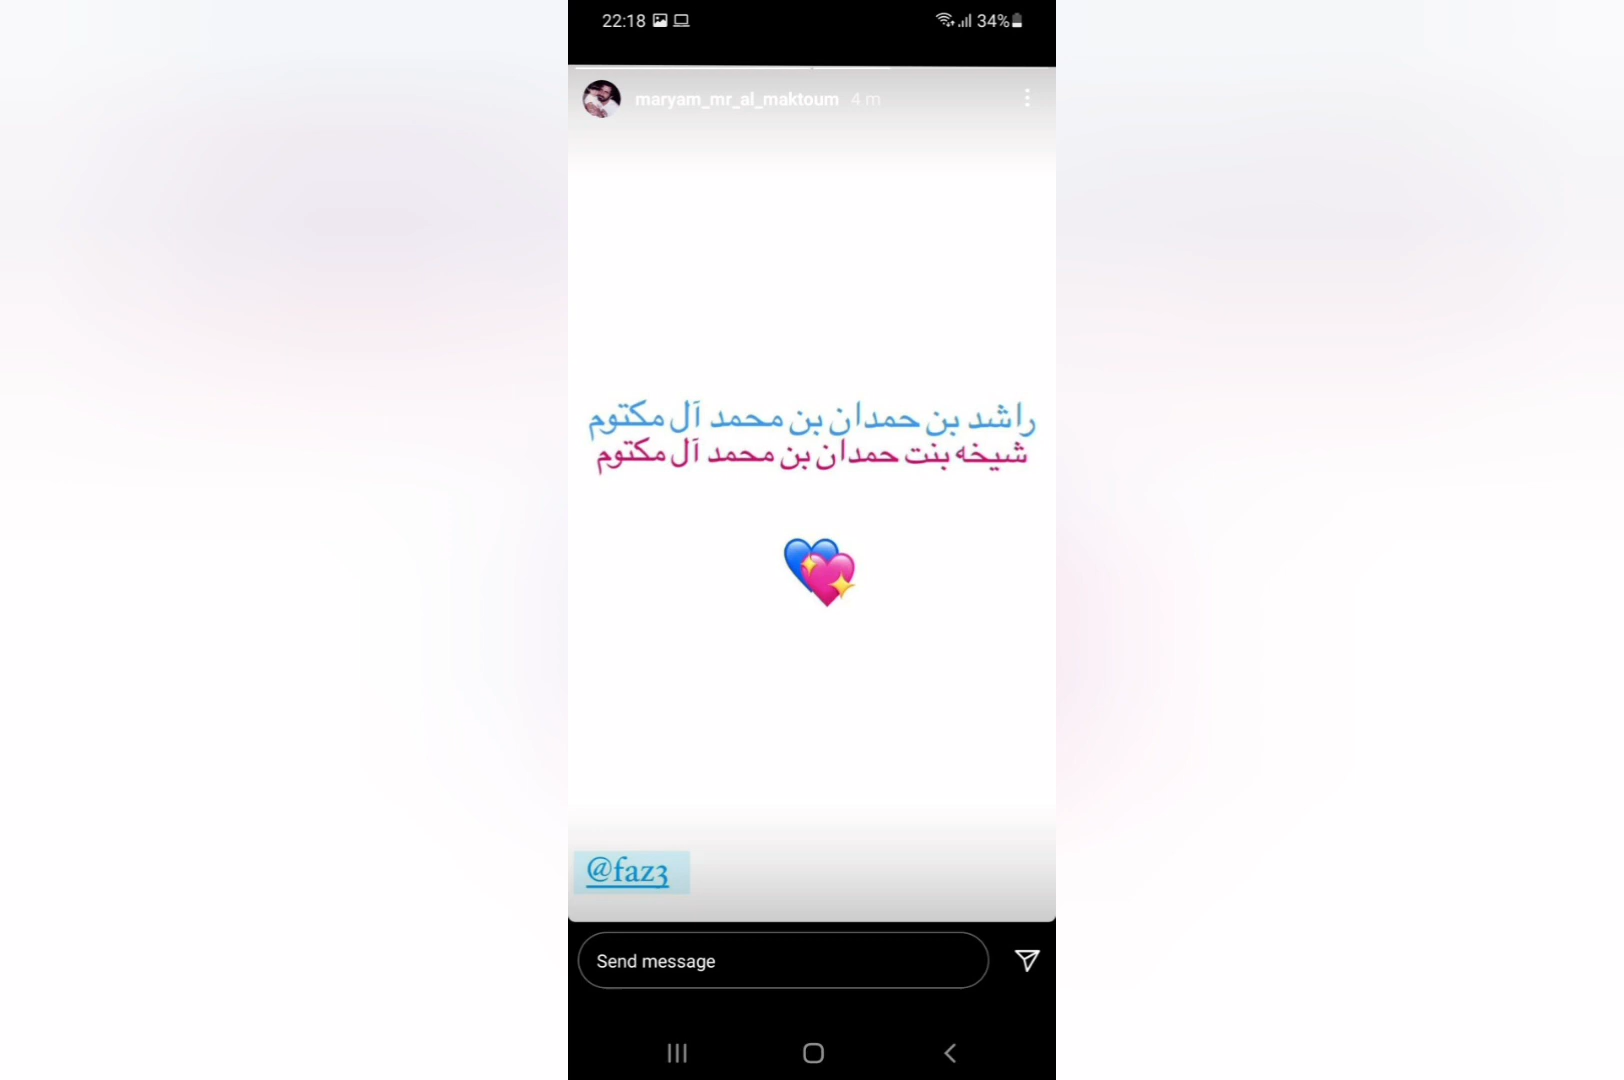 22:18
34%
maryam_mr_al_maktoum 4 m
راشد بن حمدان بن محمد آل مكتوم
شيخه بنت حمدان بن محمد آل مكتوم
@faz3
Send message